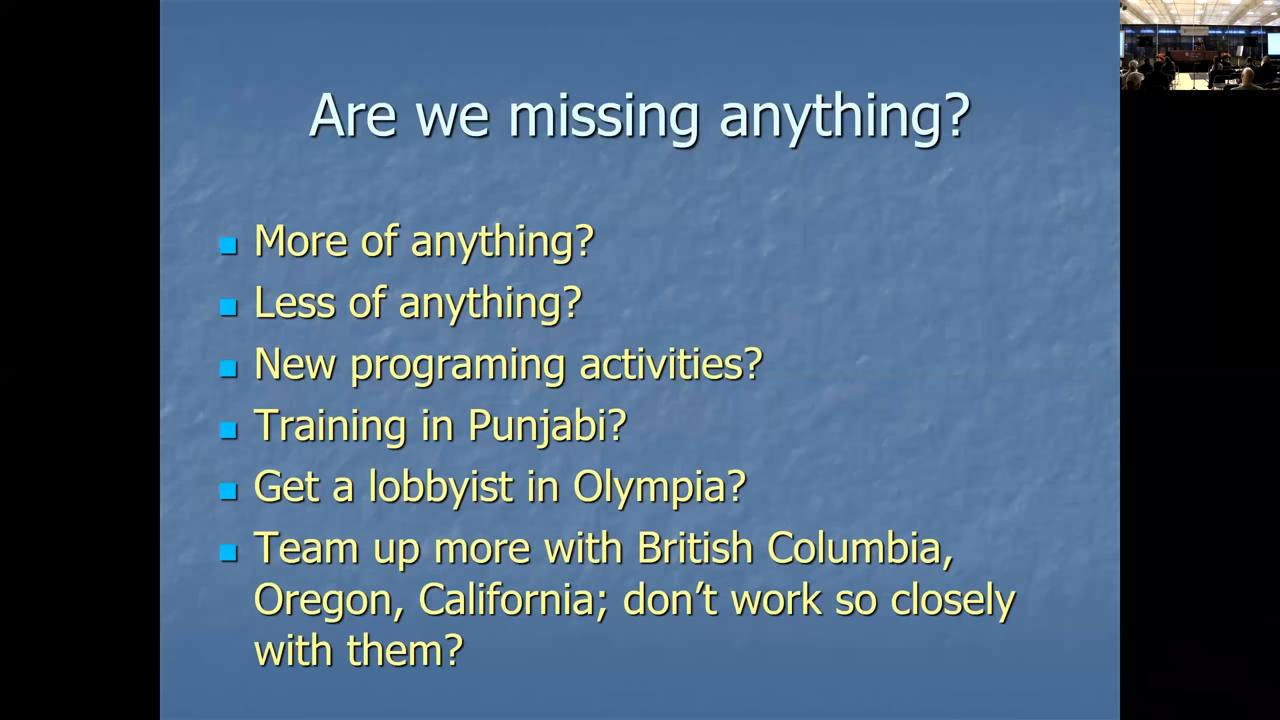 Are we missing anything?
More of anything?
Less of anything?
New programing activities?
Training in Punjabi?
Get a lobbyist in Olympia?
Team up more with British Columbia,
Oregon, California; don’t work so closely
with them?